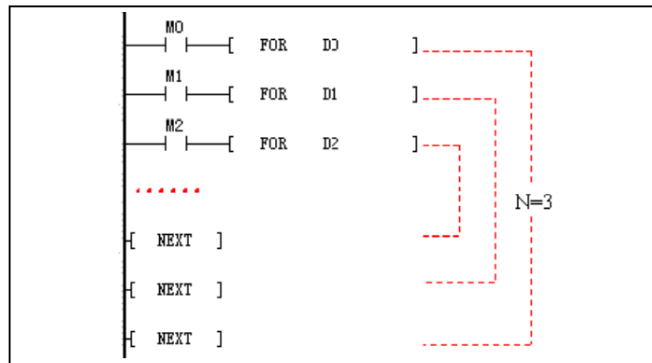 M0
FOR D0
M1
FOR D1
M2
FOR D2
N=3
NEXT
NEXT
NEXT